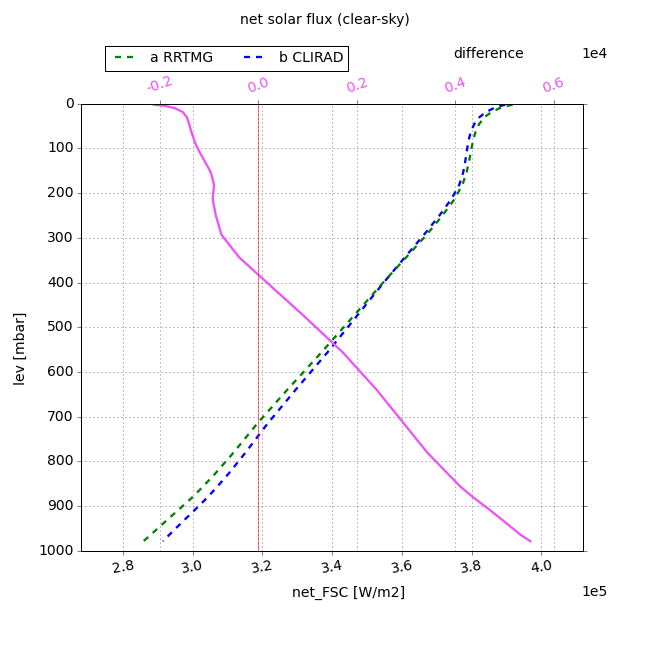 net solar flux (clear-sky)
a RRTMG b CLIRAD difference 1e4
-0.2 0.0 0.2 0.4 0.6
0
100
200
300
400
500
600
700
800
900
1000
lev [mbar]
2.8 3.0 3.2 3.4 3.6 3.8 4.0
net_FSC [W/m2] 1e5